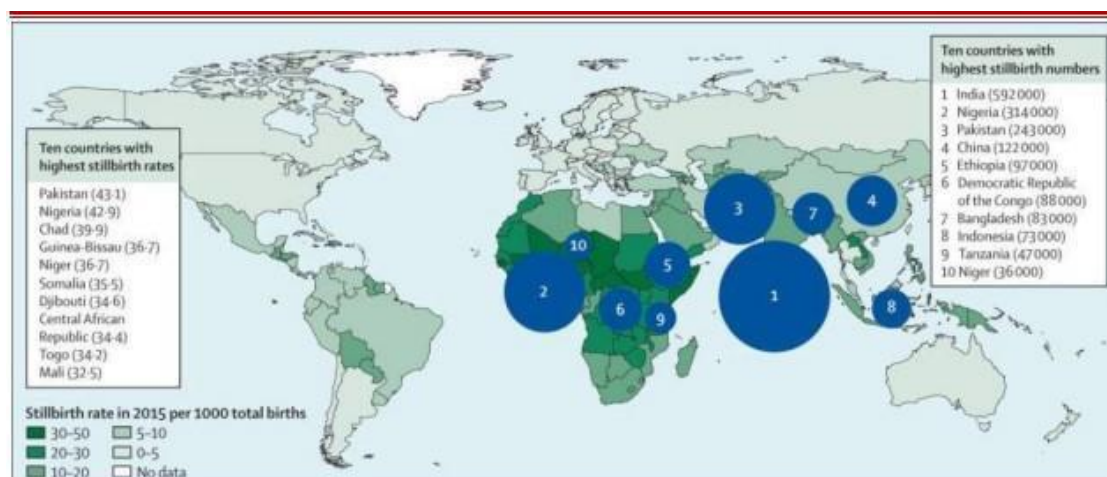 Ten countries with
highest stillbirth rates
Pakistan (43·1)
Nigeria (42·9)
Chad (39·9)
Guinea-Bissau (36·7)
Niger (36·7)
Somalia (35·5)
Djibouti (34·6)
Central African
Republic (34·4)
Togo (34·2)
Mali (32·5)
Stillbirth rate in 2015 per 1000 total births
30–50
20–30
10–20
5–10
0–5
No data
10
2
5
6
9
3
7
4
1
8
Ten countries with
highest stillbirth numbers
1 India (592 000)
2 Nigeria (314 000)
3 Pakistan (243 000)
4 China (122 000)
5 Ethiopia (97 000)
6 Democratic Republic
of the Congo (88 000)
7 Bangladesh (83 000)
8 Indonesia (73 000)
9 Tanzania (47 000)
10 Niger (36 000)